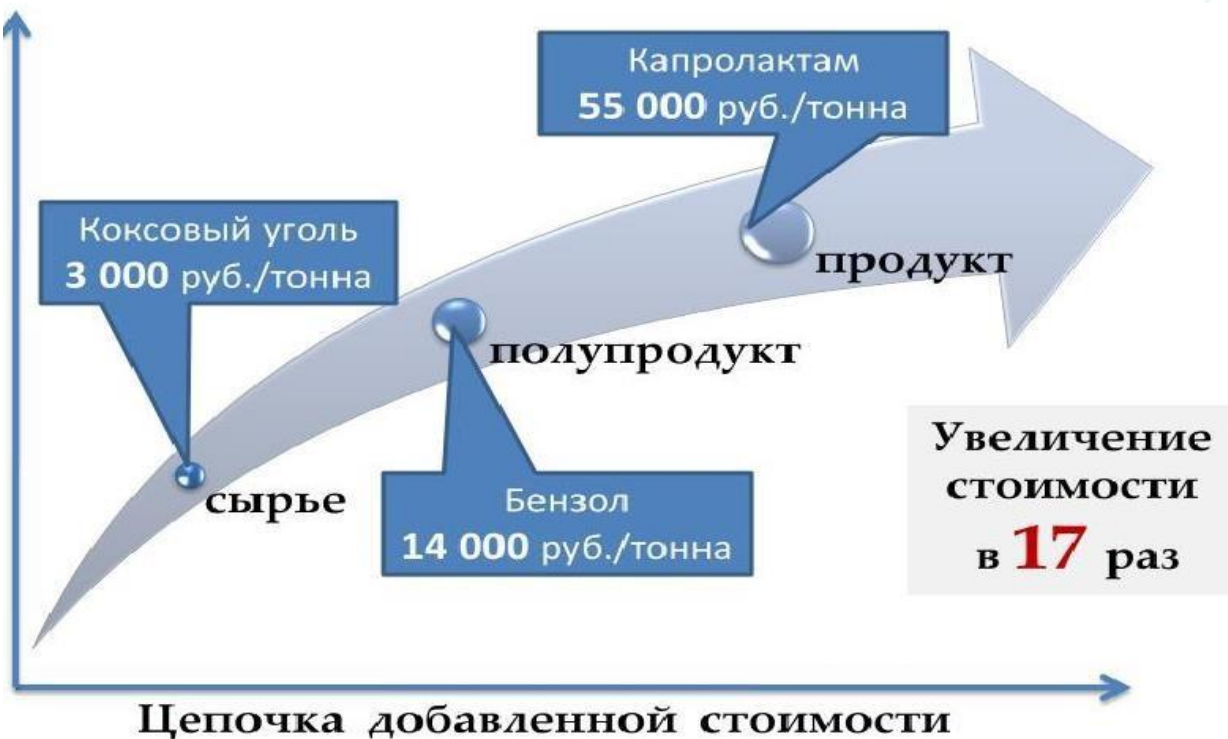 Капролактам
55 000 руб./тонна
Коксовый уголь
3 000 руб./тонна
продукт
полупродукт
сырье
Бензол
14 000 руб./тонна
Увеличение
стоимости
в 17 раз
Цепочка добавленной стоимости